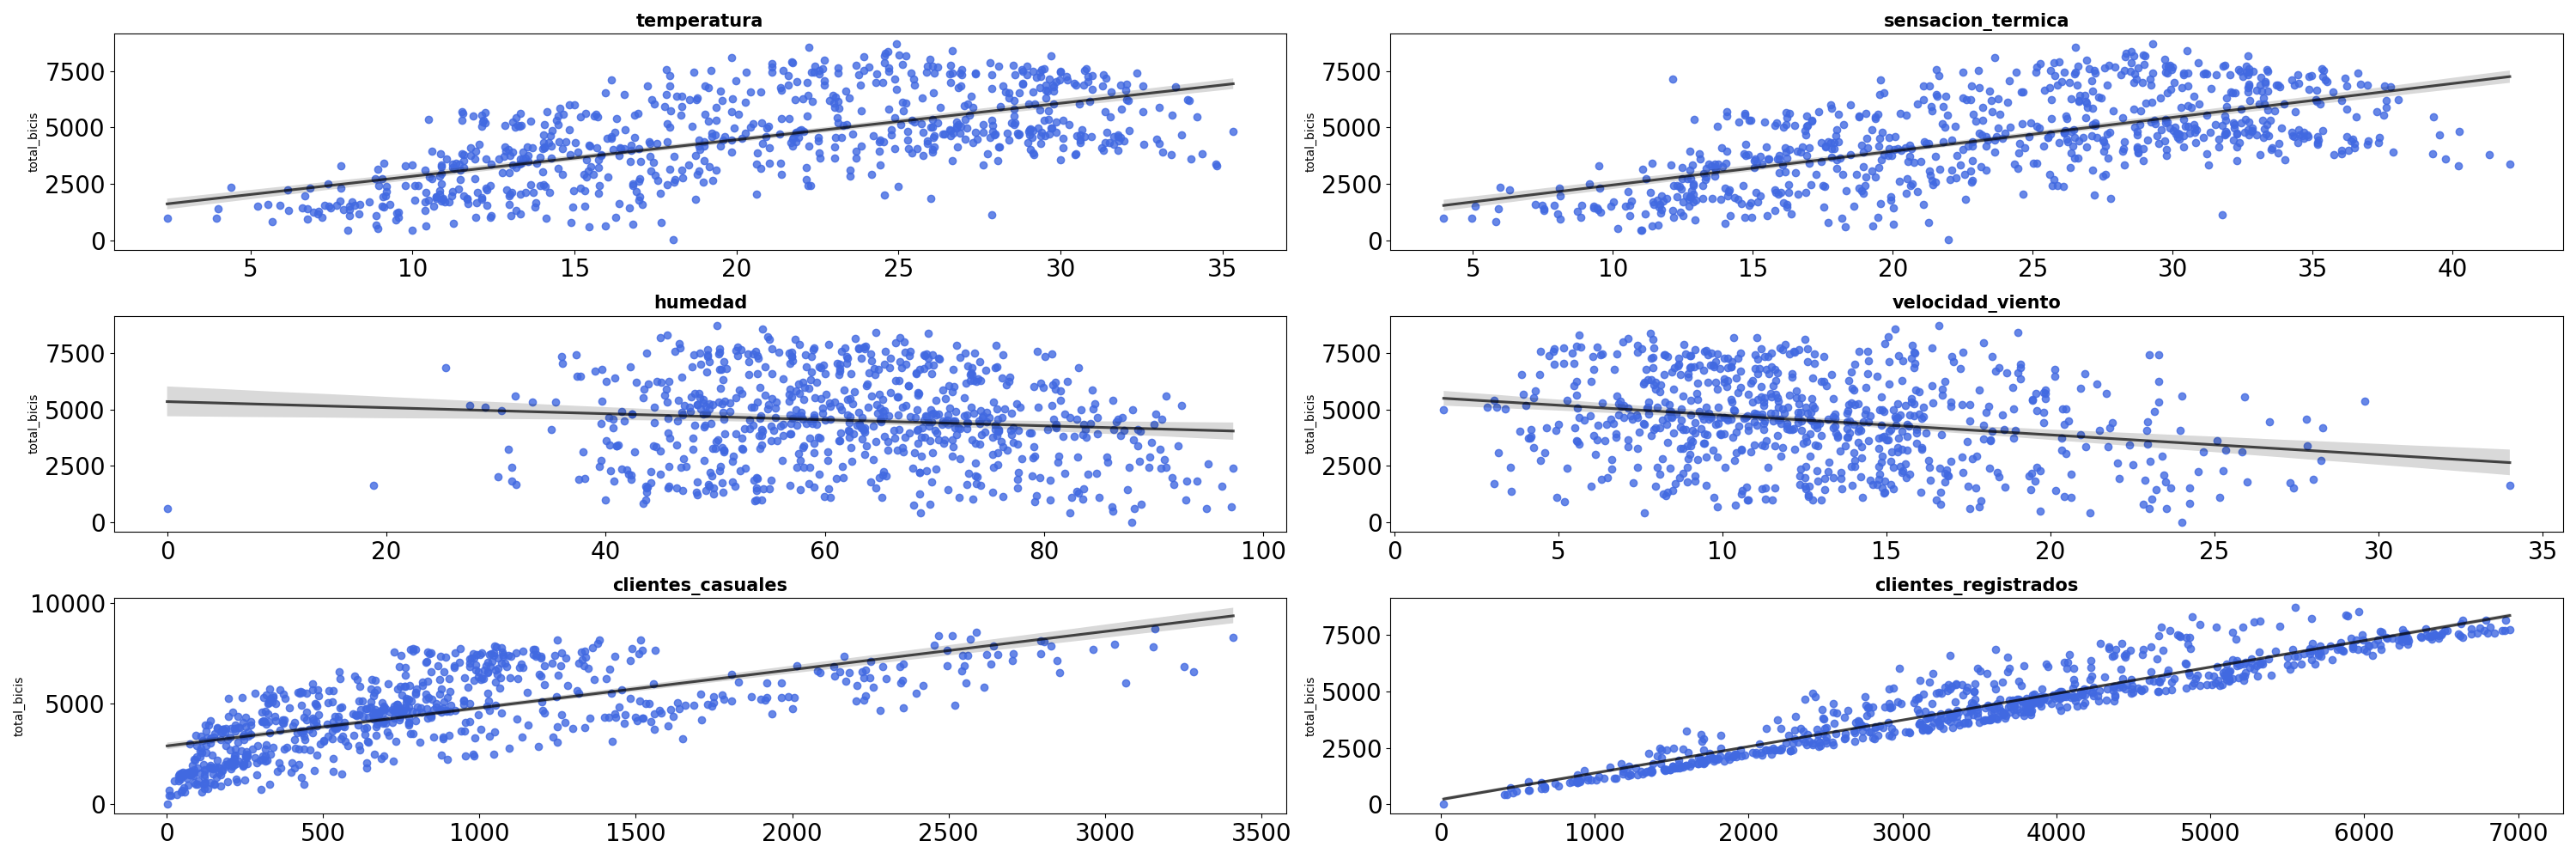 temperatura
total_bicis
7500
5000
2500
0
5 10 15 20 25 30 35
sensacion_termica
total_bicis
7500
5000
2500
0
5 10 15 20 25 30 35 40
humedad
total_bicis
7500
5000
2500
0
0 20 40 60 80 100
velocidad_viento
total_bicis
7500
5000
2500
0
0 5 10 15 20 25 30 35
clientes_casuales
total_bicis
10000
5000
0
0 500 1000 1500 2000 2500 3000 3500
clientes_registrados
total_bicis
7500
5000
2500
0
0 1000 2000 3000 4000 5000 6000 7000